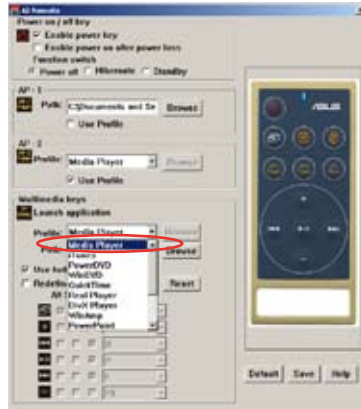 AI Remote
Power on / off key
Enable power key
Enable power on after power loss
Function switch
Power off Hibernate Standby
AP - 1
Path: C:\Documents and Se Browse
Use Profile
AP - 2
Profile: Media Player Browse
Use Profile
Multimedia keys
Launch application
Profile: Media Player Browse
Media Player
iTunes
PowerDVD
WinDVD
QuickTime
Real Player
DivX Player
WinAmp
PowerPoint
Browse
Use
Reset
ASUS
Default Save Help